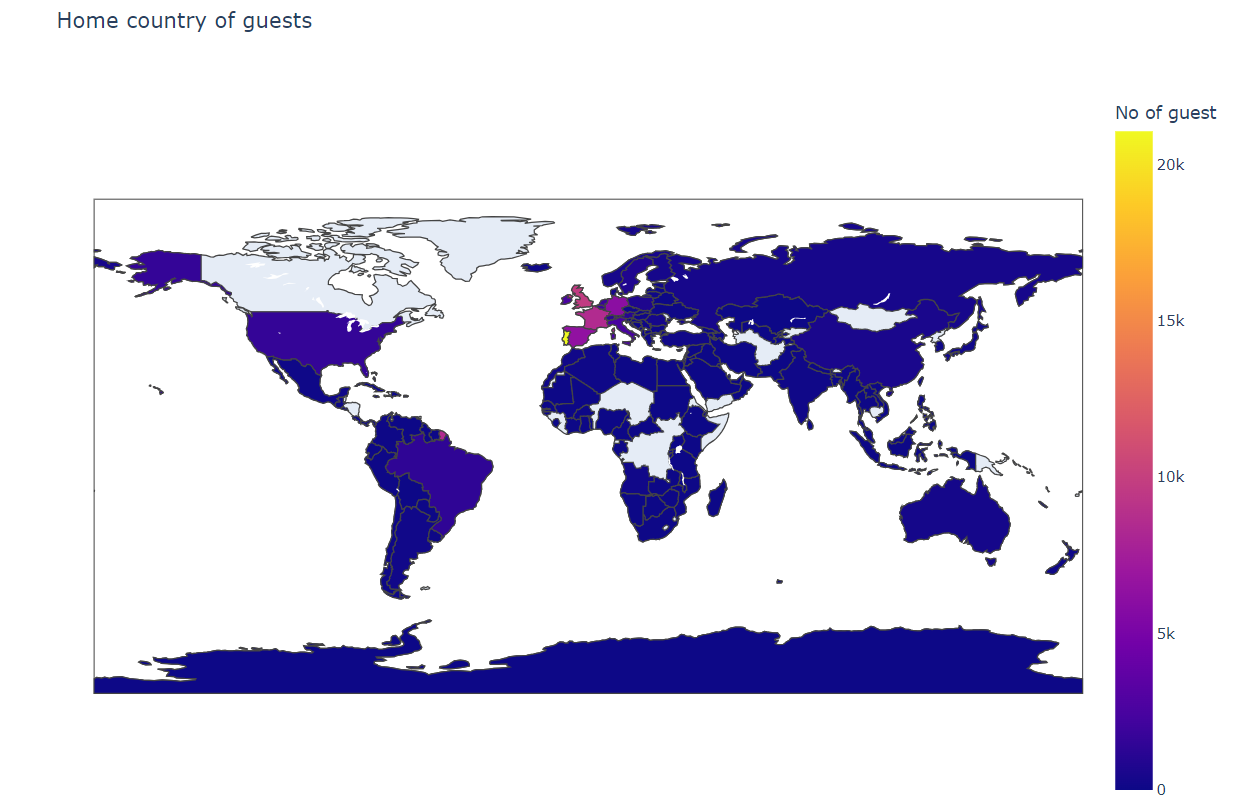 Home country of guests
No of guest
20k
15k
10k
5k
0